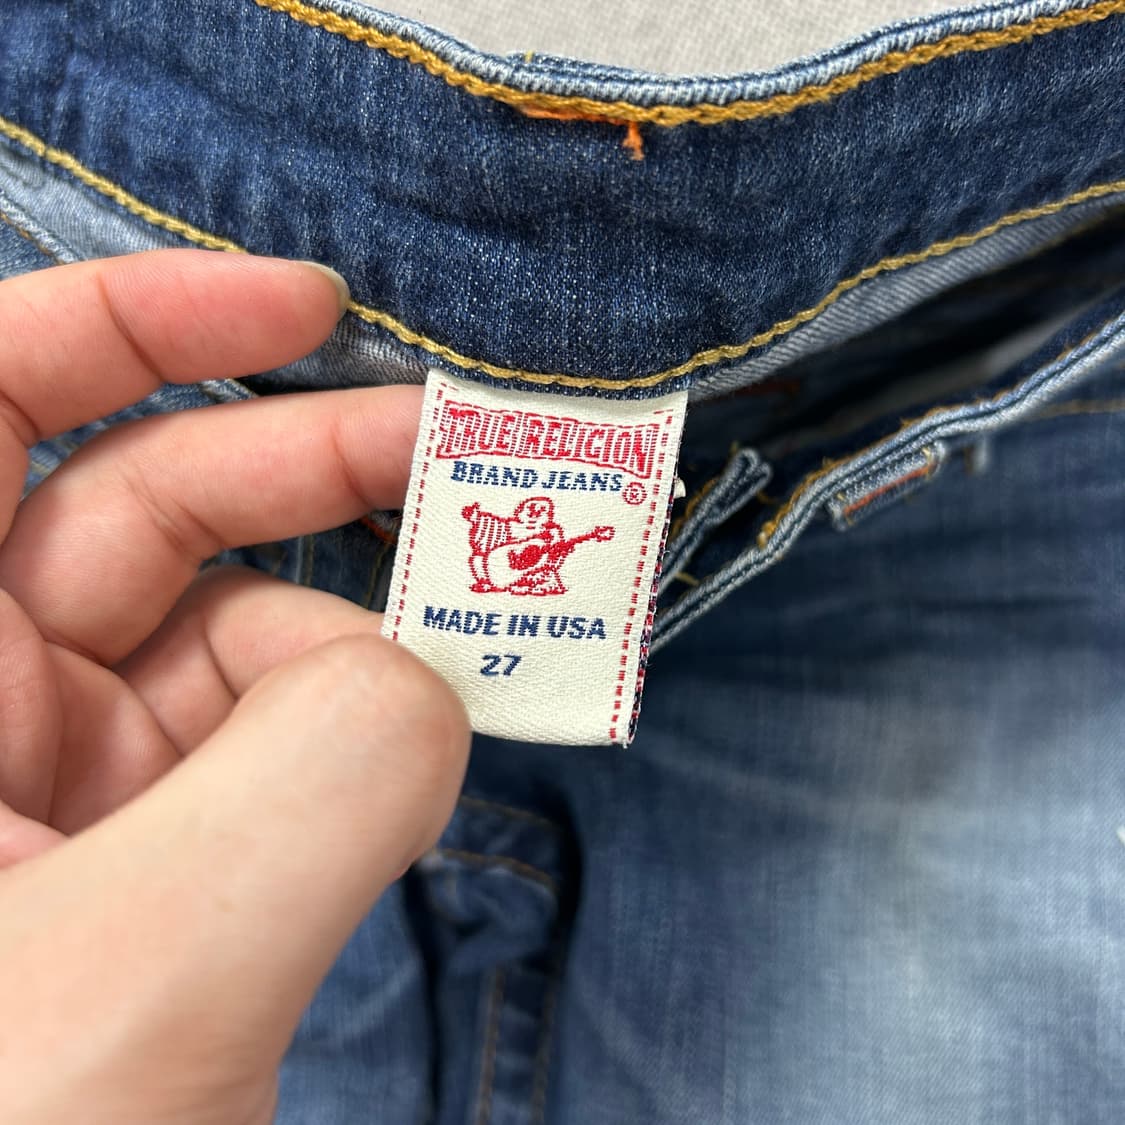 TRUE RELIGION
BRAND JEANS ®
MADE IN USA
27